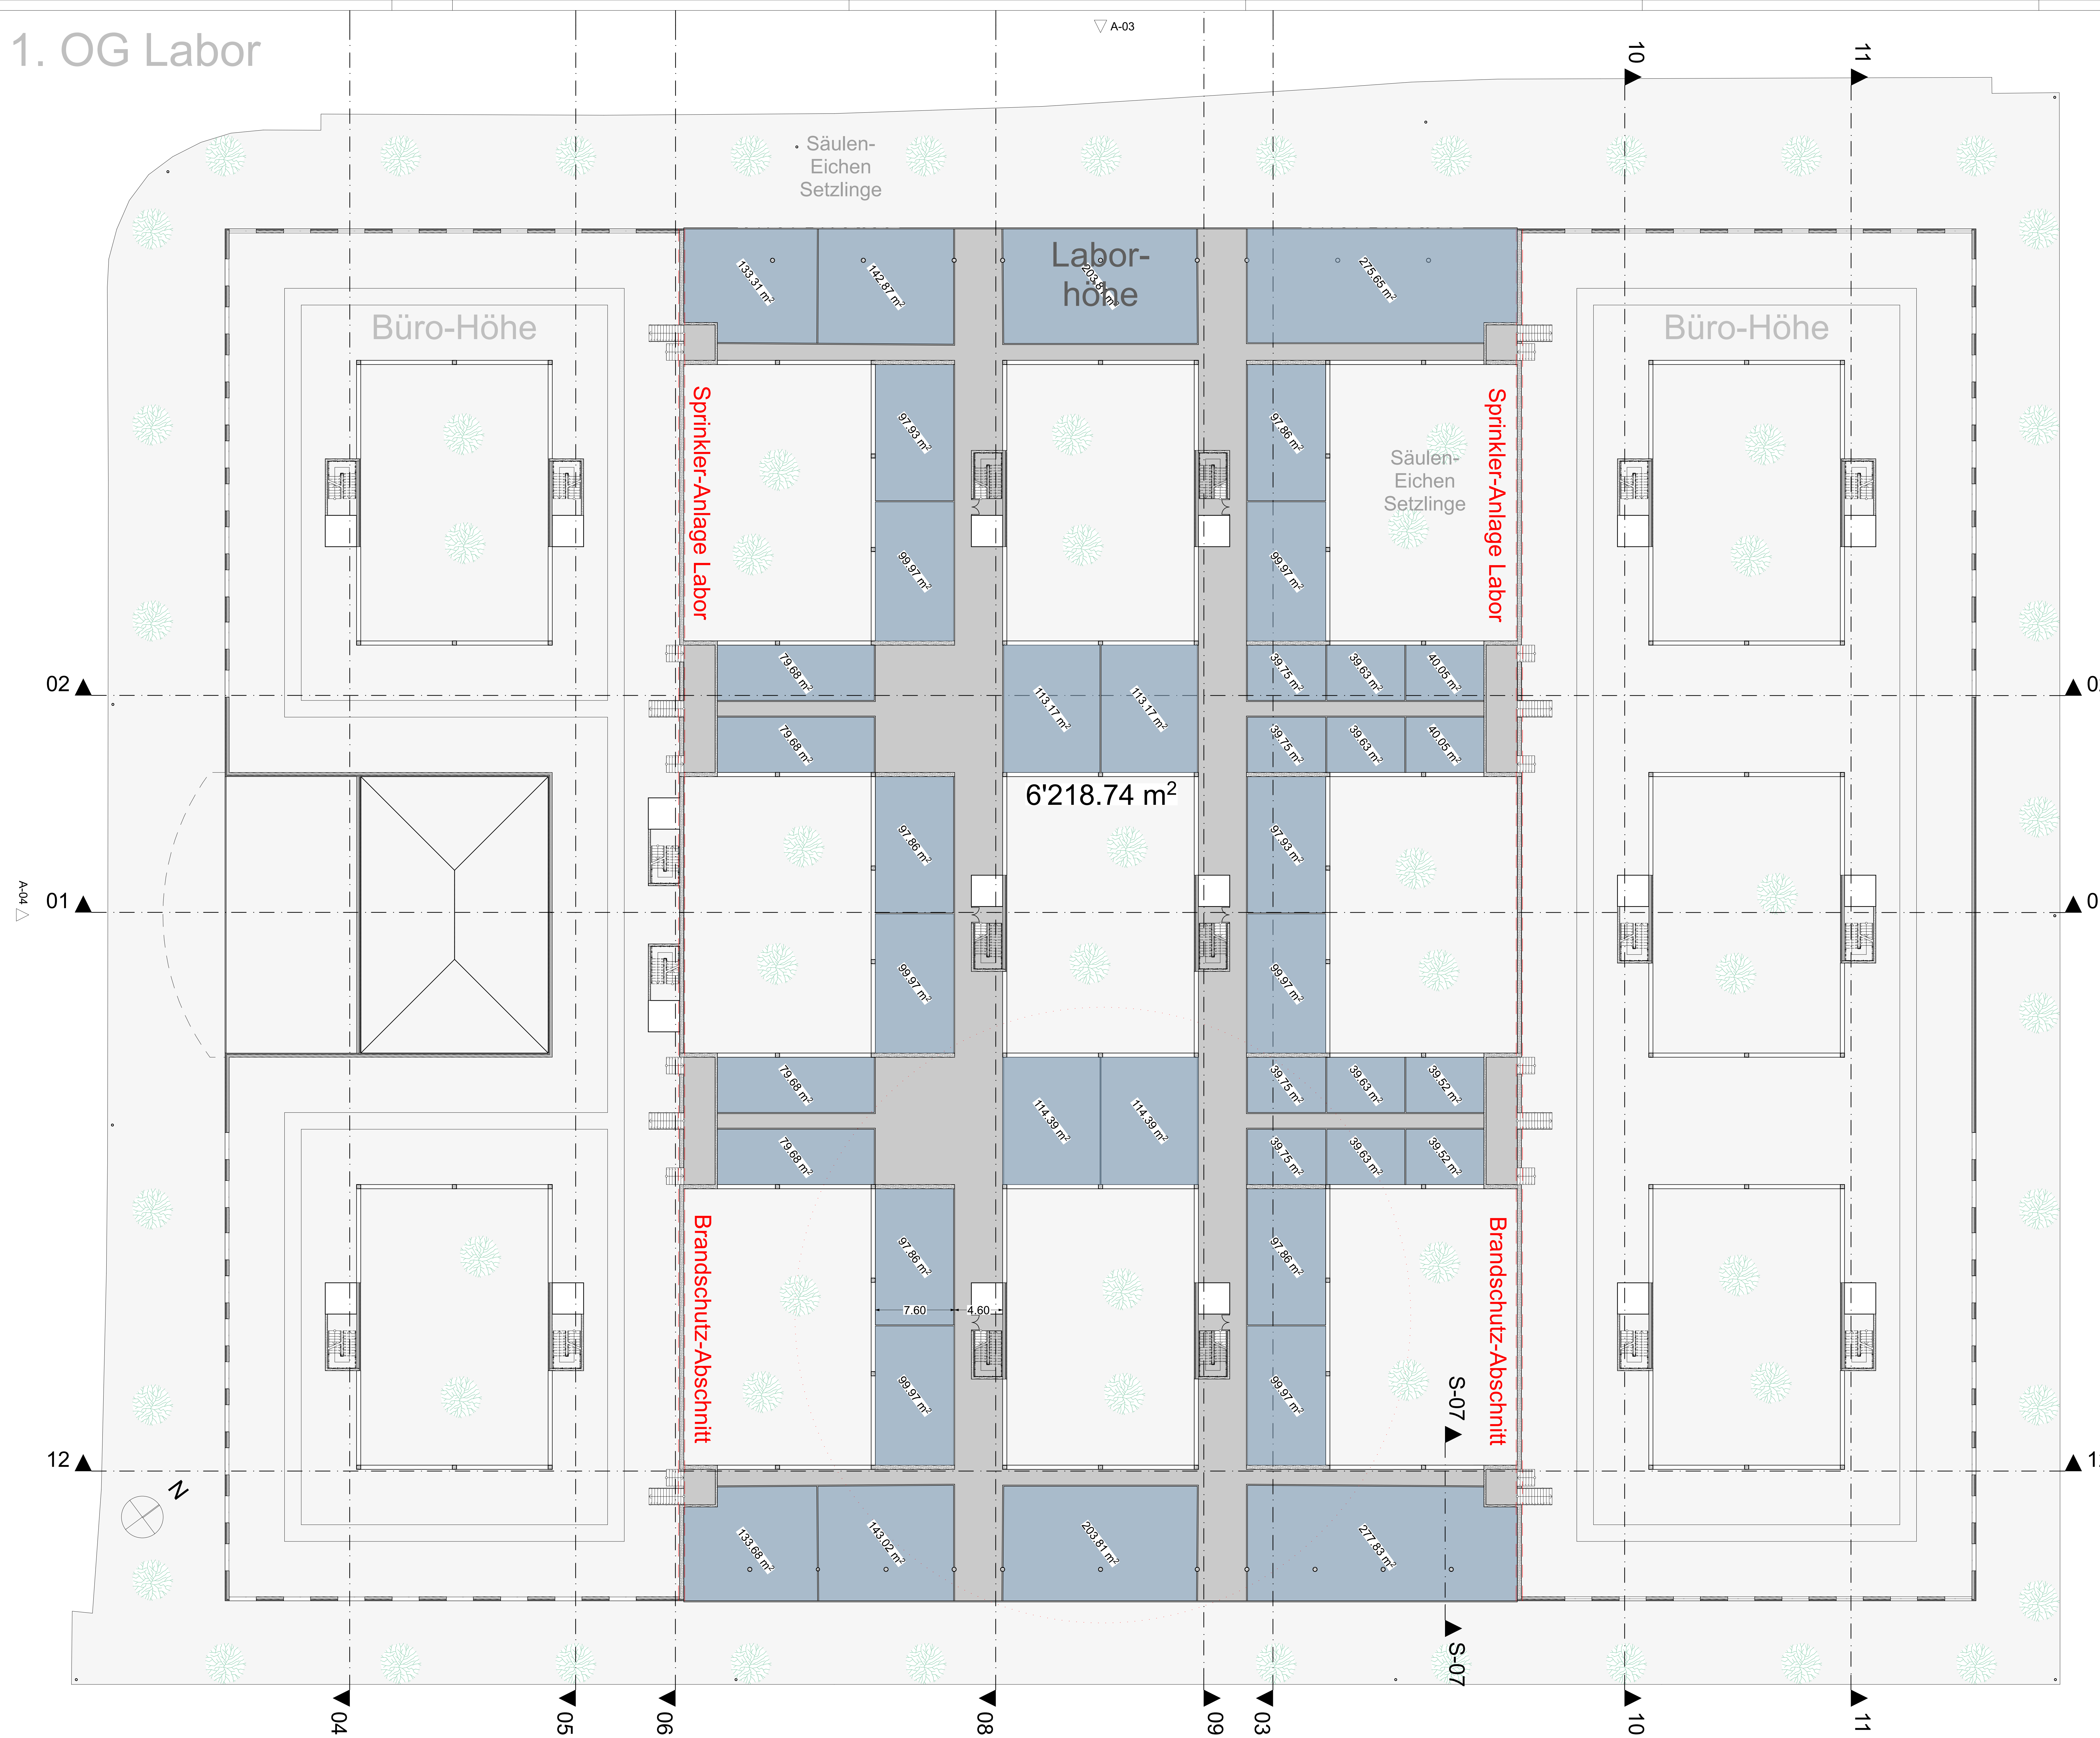 A-03
1. OG Labor
10
11
Säulen-
Eichen
Setzlinge
Labor-
höhe
133.31 m²
142.87 m²
203.81 m²
275.65 m²
Büro-Höhe
Büro-Höhe
Sprinkler-Anlage Labor
Sprinkler-Anlage Labor
97.93 m²
97.86 m²
Säulen-
Eichen
Setzlinge
99.97 m²
99.97 m²
79.68 m²
39.75 m²
39.63 m²
40.05 m²
02
0
113.17 m²
113.17 m²
79.68 m²
39.75 m²
39.63 m²
40.05 m²
6'218.74 m²
97.86 m²
97.93 m²
A-04
01
0
99.97 m²
99.97 m²
79.68 m²
39.75 m²
39.63 m²
39.52 m²
114.39 m²
114.39 m²
79.68 m²
39.75 m²
39.63 m²
39.52 m²
97.86 m²
97.86 m²
Brandschutz-Abschnitt
Brandschutz-Abschnitt
7.60
4.60
99.97 m²
99.97 m²
S-07
12
1
N
133.68 m²
143.02 m²
203.81 m²
277.83 m²
S-07
04
05
06
08
09
03
10
11